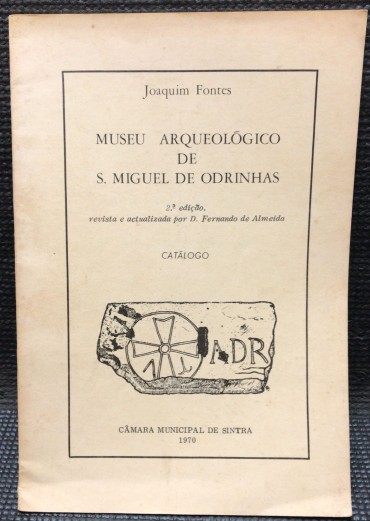 Joaquim Fontes
MUSEU ARQUEOLÓGICO
DE
S. MIGUEL DE ODRINHAS
2.ª edição,
revista e actualizada por D. Fernando de Almeida
CATÁLOGO
ADR
CÂMARA MUNICIPAL DE SINTRA
1970